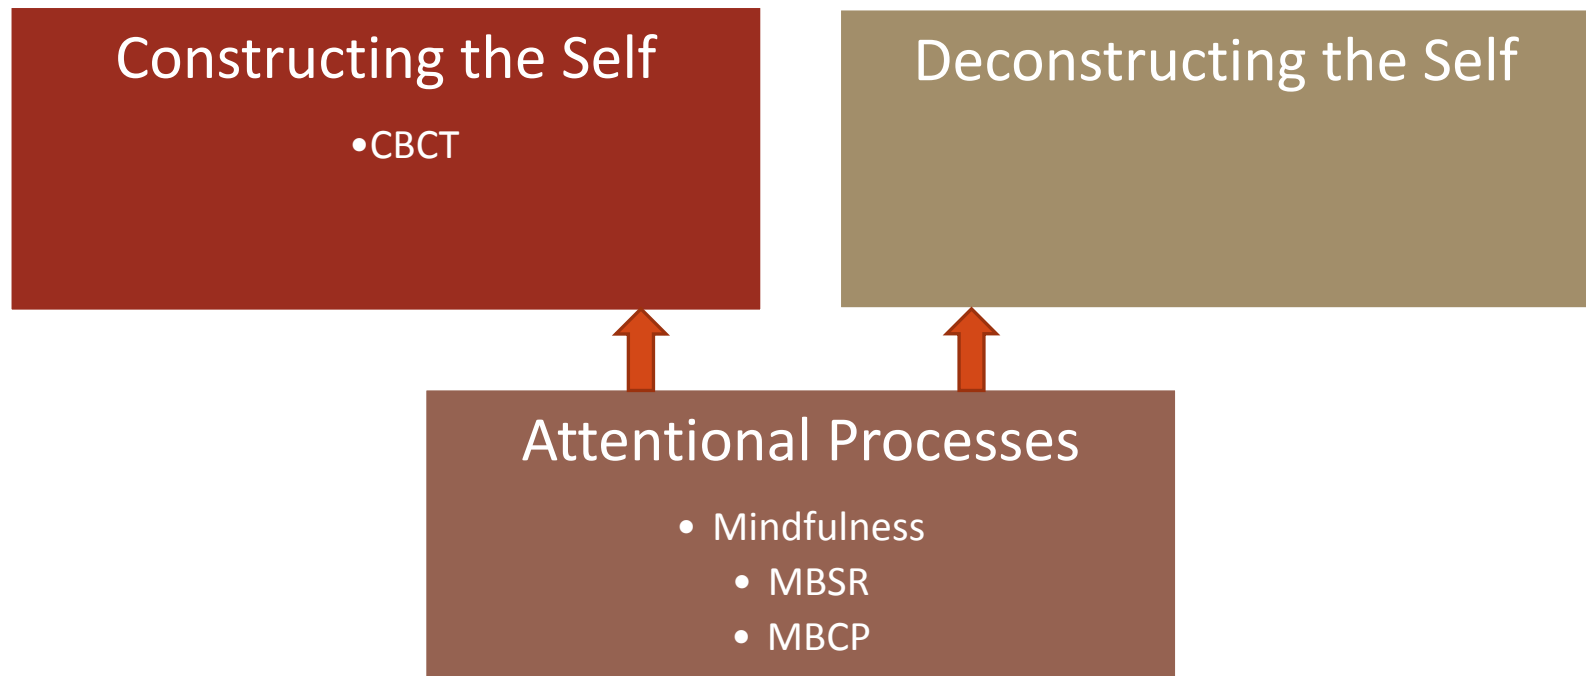 Constructing the Self
•CBCT
Deconstructing the Self
Attentional Processes
• Mindfulness
• MBSR
• MBCP